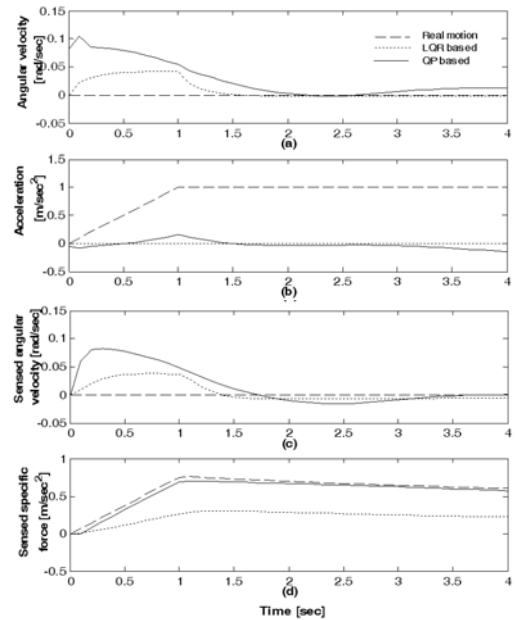 Angular velocity
[rad/sec]
0.15
0.1
0.05
0
-0.05
Real motion
LQR based
QP based
0 0.5 1 1.5 2 2.5 3 3.5 4
(a)
Acceleration
[m/sec2]
1.5
1
0.5
0
-0.5
0 0.5 1 1.5 2 2.5 3 3.5 4
(b)
Sensed angular
velocity [rad/sec]
0.15
0.1
0.05
0
-0.05
0 0.5 1 1.5 2 2.5 3 3.5 4
(c)
Sensed specific
force [m/sec2]
1
0.5
0
-0.5
0 0.5 1 1.5 2 2.5 3 3.5 4
(d)
Time [sec]